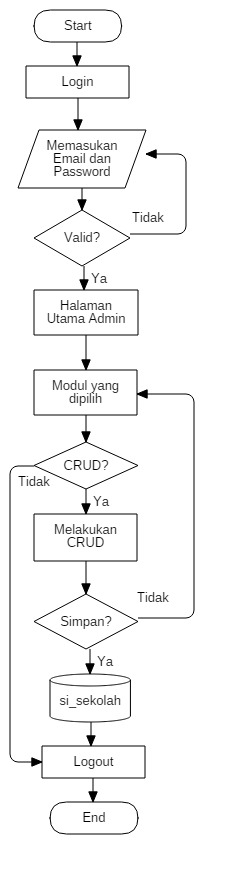 Start
Login
Memasukan
Email dan
Password
Tidak
Valid?
Ya
Halaman
Utama Admin
Modul yang
dipilih
CRUD?
Tidak
Ya
Melakukan
CRUD
Tidak
Simpan?
Ya
si_sekolah
Logout
End